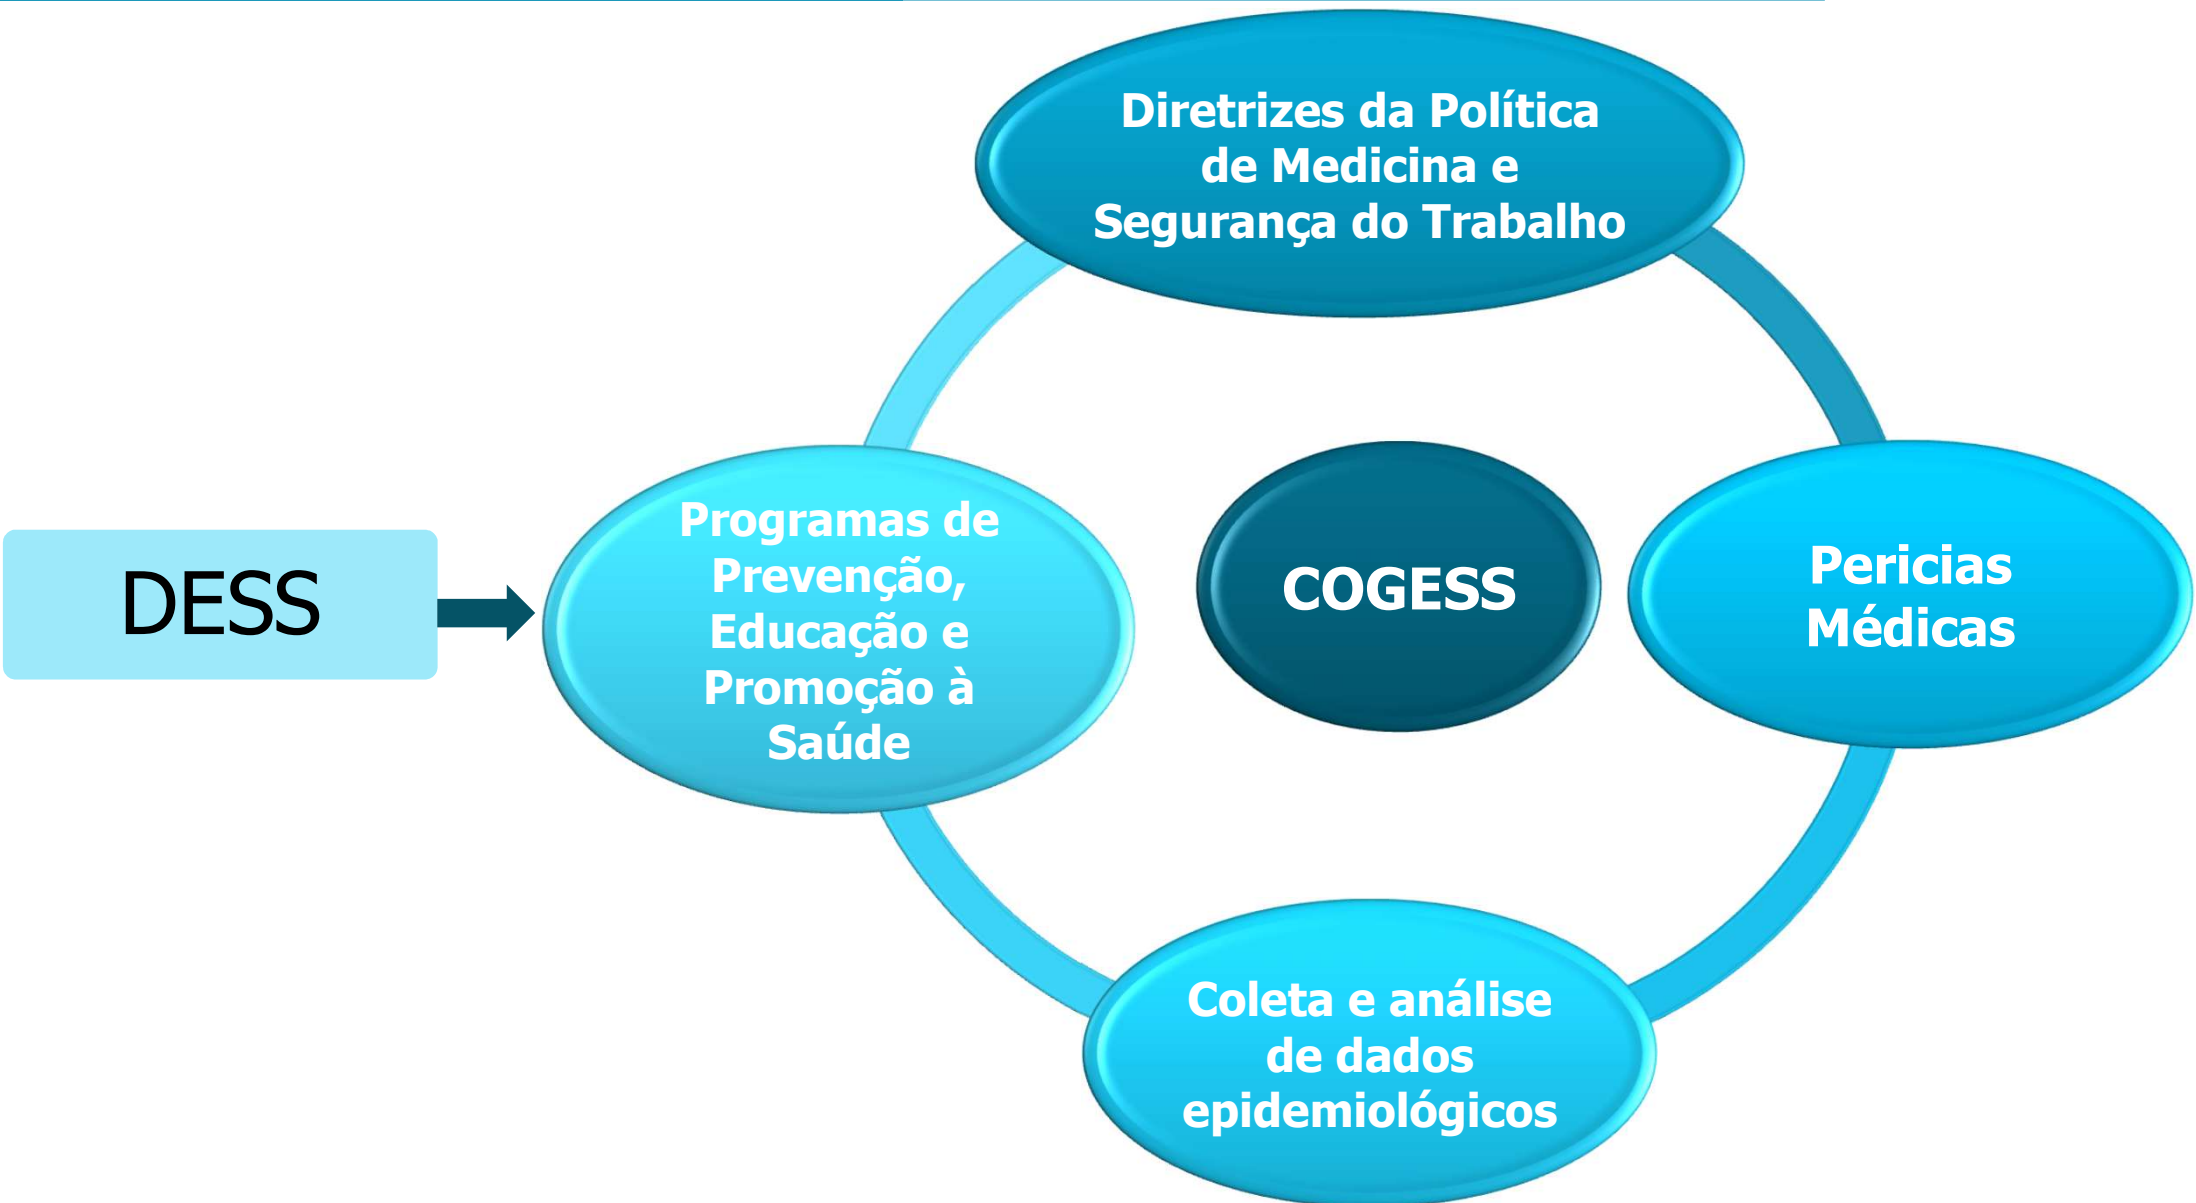 Diretrizes da Política
de Medicina e
Segurança do Trabalho
DESS
Programas de
Prevenção,
Educação e
Promoção à
Saúde
COGESS
Pericias
Médicas
Coleta e análise
de dados
epidemiológicos